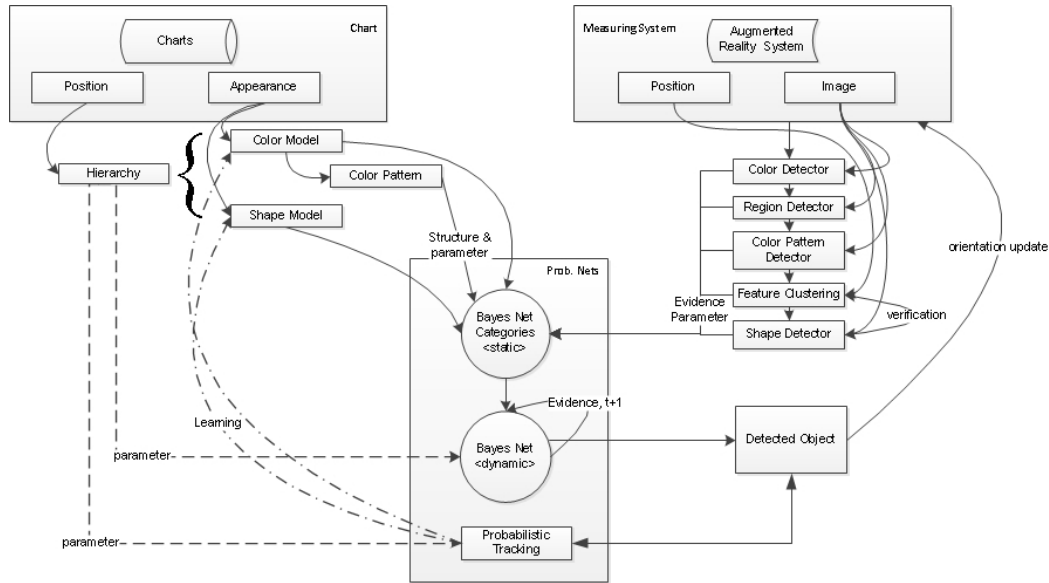 Chart
Charts
Position
Appearance
MeasuringSystem
Augmented
Reality System
Position
Image
Hierarchy
Color Model
Color Pattern
Shape Model
Structure &
parameter
Prob. Nets
Bayes Net
Categories
<static>
Evidence, t+1
Bayes Net
<dynamic>
Probabilistic
Tracking
Learning
parameter
parameter
Color Detector
Region Detector
Color Pattern
Detector
Feature Clustering
Shape Detector
Evidence
Parameter
verification
orientation update
Detected Object